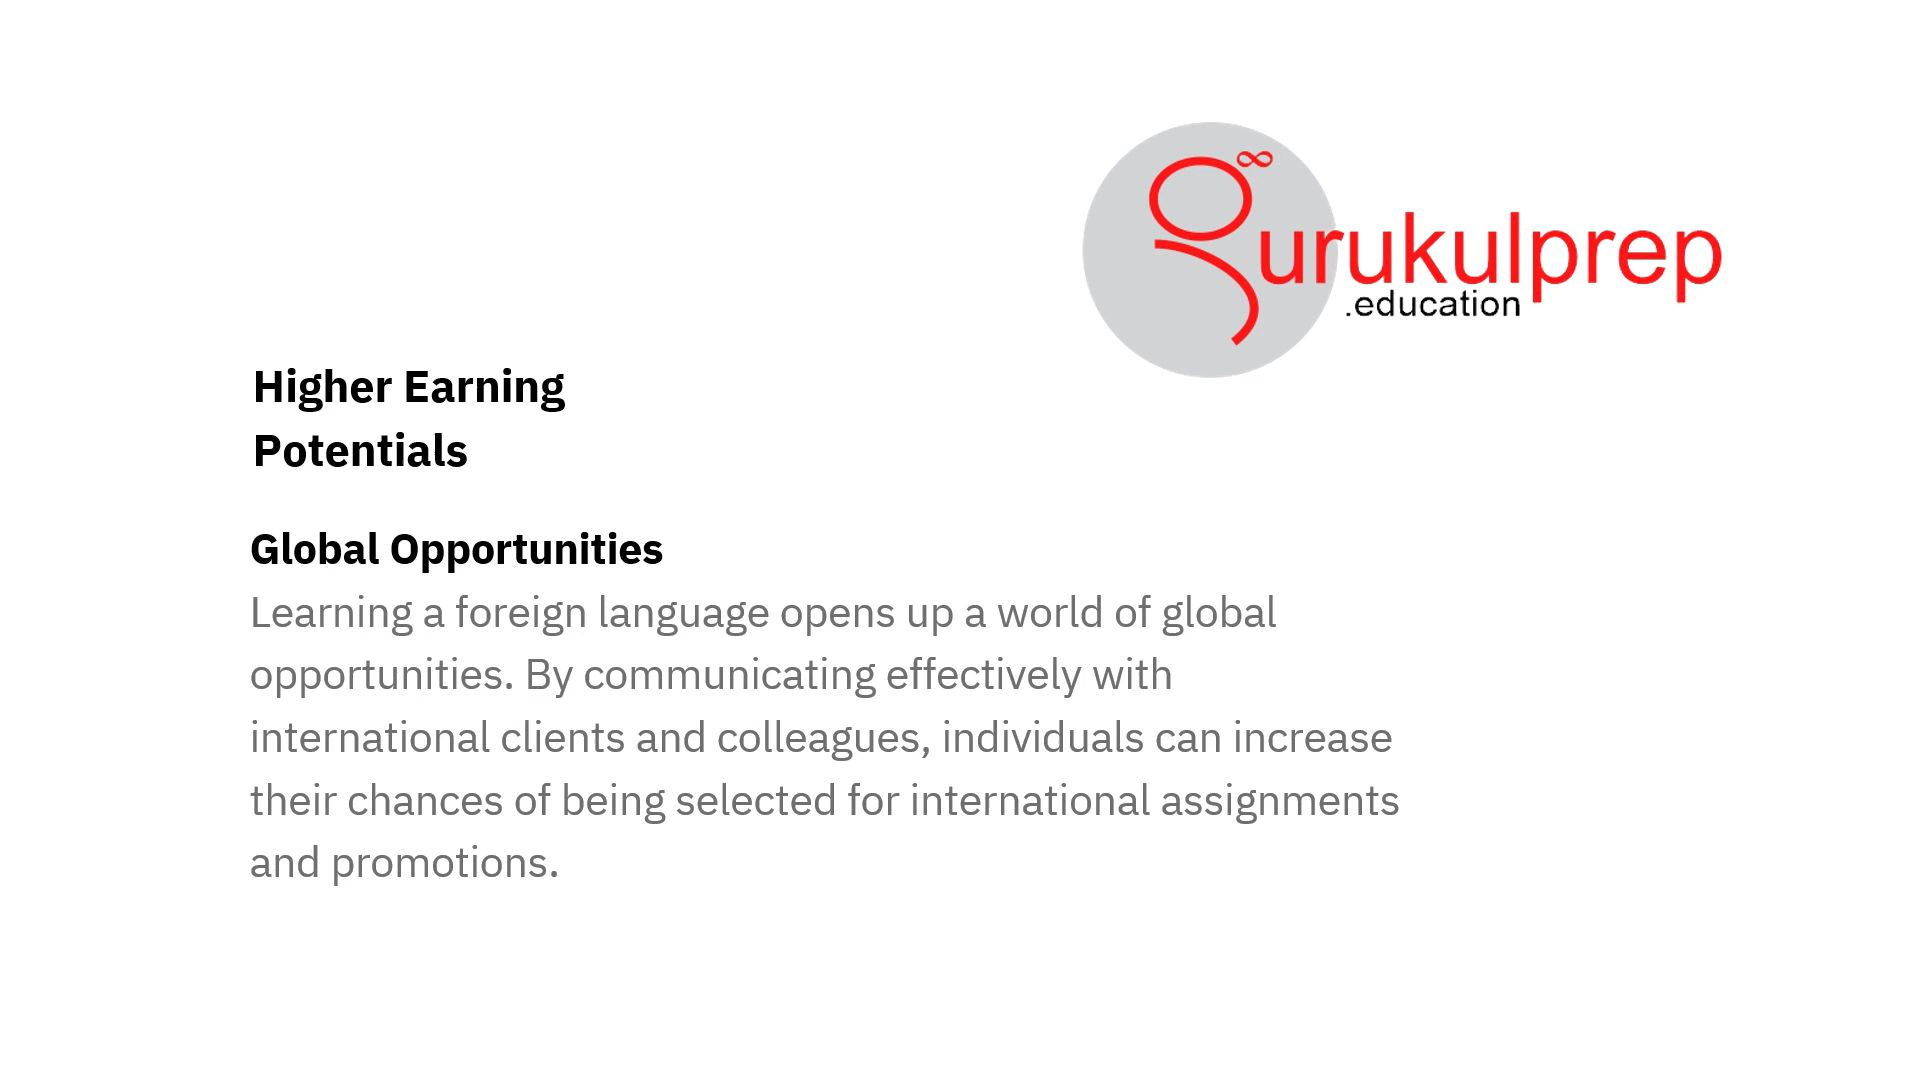 gurukulprep
.education
Higher Earning
Potentials
Global Opportunities
Learning a foreign language opens up a world of global
opportunities. By communicating effectively with
international clients and colleagues, individuals can increase
their chances of being selected for international assignments
and promotions.